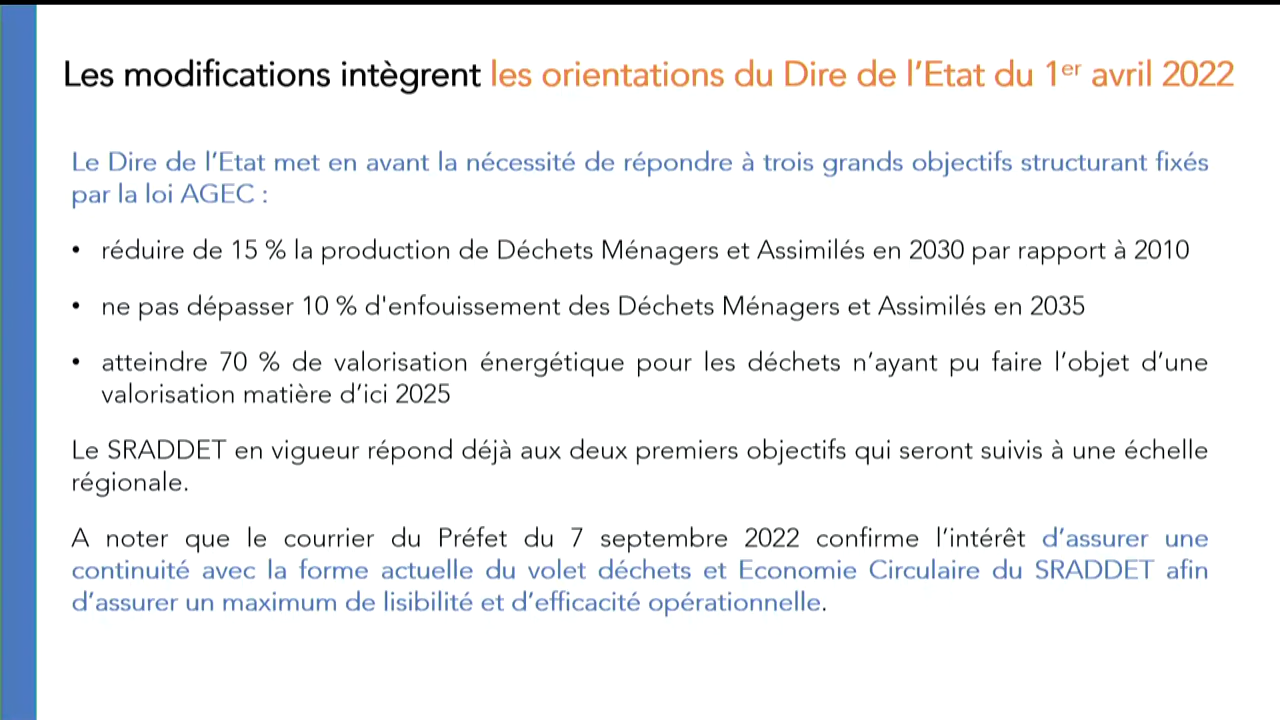 Les modifications intègrent les orientations du Dire de l'Etat du 1er avril 2022
Le Dire de l'Etat met en avant la nécessité de répondre à trois grands objectifs structurant fixés
par la loi AGEC :
• réduire de 15 % la production de Déchets Ménagers et Assimilés en 2030 par rapport à 2010
• ne pas dépasser 10 % d'enfouissement des Déchets Ménagers et Assimilés en 2035
• atteindre 70 % de valorisation énergétique pour les déchets n'ayant pu faire l'objet d'une
valorisation matière d'ici 2025
Le SRADDET en vigueur répond déjà aux deux premiers objectifs qui seront suivis à une échelle
régionale.
A noter que le courrier du Préfet du 7 septembre 2022 confirme l'intérêt d'assurer une
continuité avec la forme actuelle du volet déchets et Economie Circulaire du SRADDET afin
d'assurer un maximum de lisibilité et d'efficacité opérationnelle.